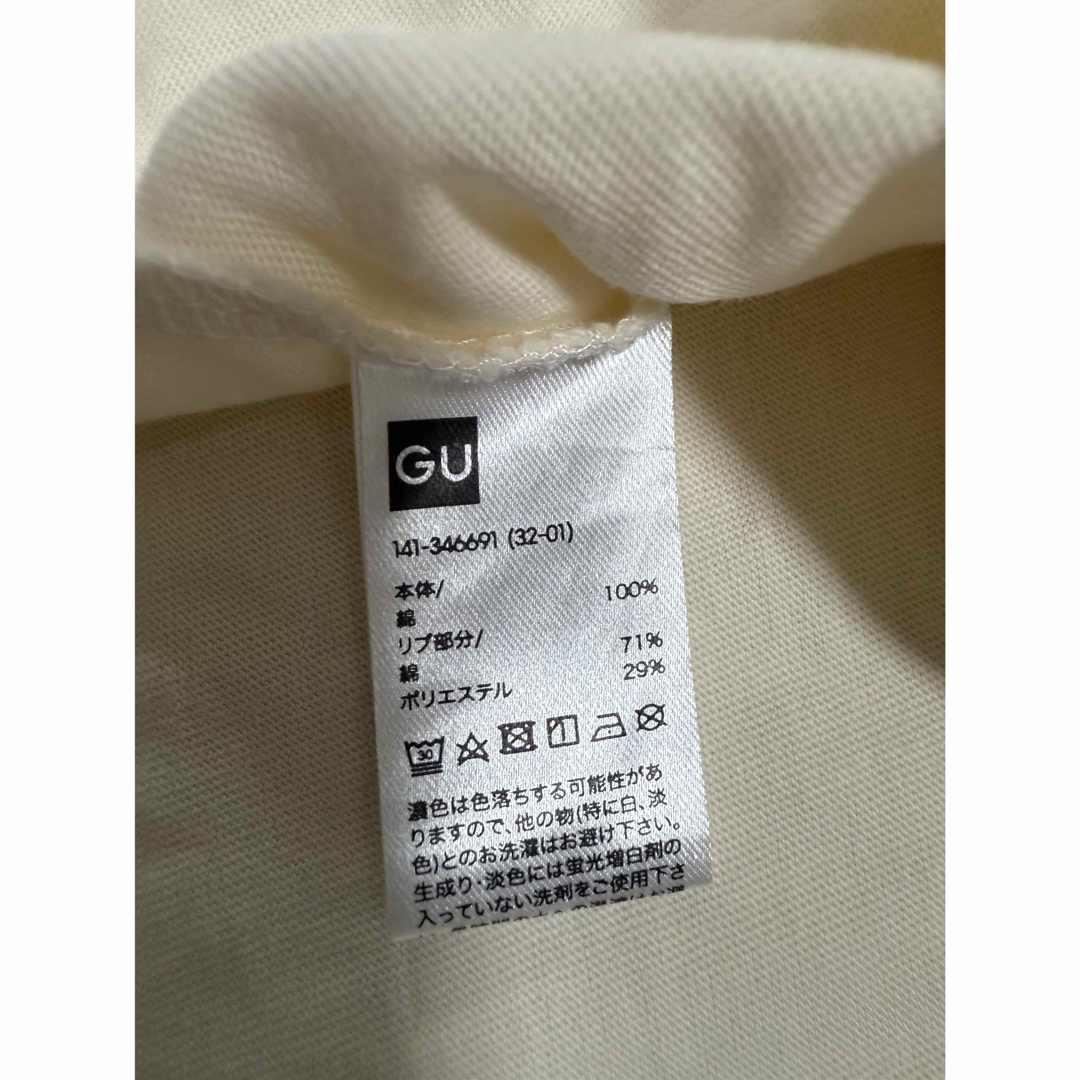 GU
141-346691 (32-01)
本体/
綿 100%
リブ部分/
綿 71%
ポリエステル 29%
30
濃色は色落ちする可能性があ
りますので、他の物(特に白、淡
色)とのお洗濯はお避け下さい。
生成り・淡色には蛍光増白剤の
入っていない洗剤をご使用下さ